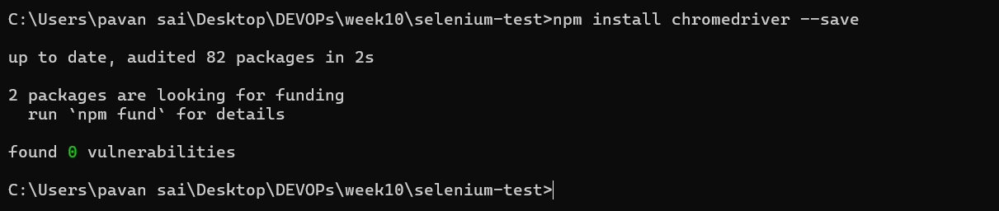 C:\Users\pavan sai\Desktop\DEVOPs\week10\selenium-test>npm install chromedriver --save
up to date, audited 82 packages in 2s
2 packages are looking for funding
run `npm fund` for details
found 0 vulnerabilities
C:\Users\pavan sai\Desktop\DEVOPs\week10\selenium-test>